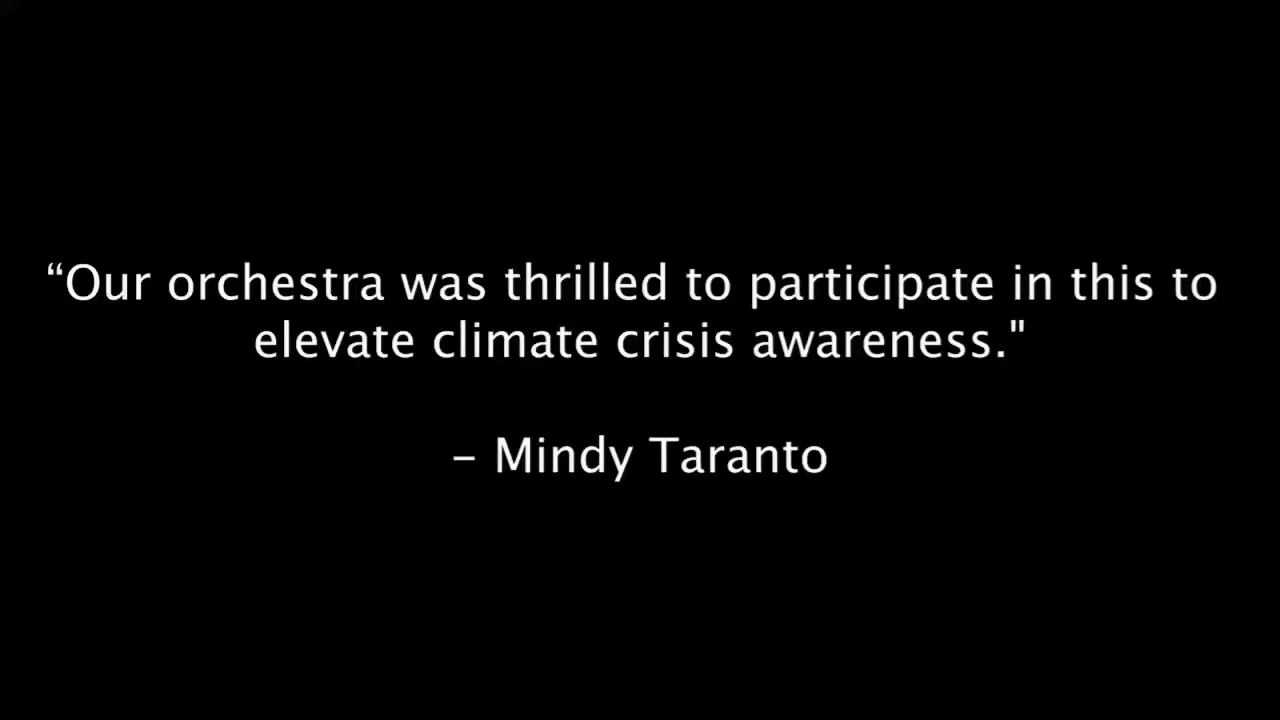 “Our orchestra was thrilled to participate in this to
elevate climate crisis awareness."
– Mindy Taranto